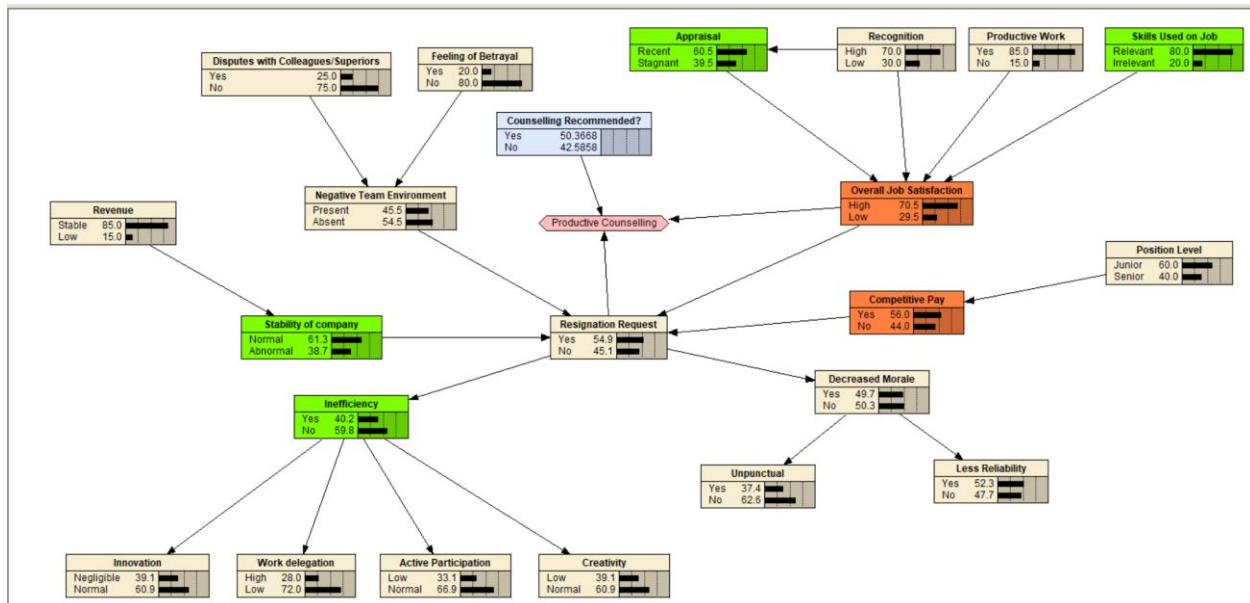 Appraisal
Recent 60.5
Stagnant 39.5
Recognition
High 70.0
Low 30.0
Productive Work
Yes 85.0
No 15.0
Skills Used on Job
Relevant 80.0
Irrelevant 20.0
Disputes with Colleagues/Superiors
Yes 25.0
No 75.0
Feeling of Betrayal
Yes 20.0
No 80.0
Counselling Recommended?
Yes 50.3668
No 42.5858
Negative Team Environment
Present 45.5
Absent 54.5
Overall Job Satisfaction
High 70.5
Low 29.5
Revenue
Stable 85.0
Low 15.0
Productive Counselling
Position Level
Junior 60.0
Senior 40.0
Competitive Pay
Yes 56.0
No 44.0
Stability of company
Normal 61.3
Abnormal 38.7
Resignation Request
Yes 54.9
No 45.1
Decreased Morale
Yes 49.7
No 50.3
Inefficiency
Yes 40.2
No 59.8
Unpunctual
Yes 37.4
No 62.6
Less Reliability
Yes 52.3
No 47.7
Innovation
Negligible 39.1
Normal 60.9
Work delegation
High 28.0
Low 72.0
Active Participation
Low 33.1
Normal 66.9
Creativity
Low 39.1
Normal 60.9